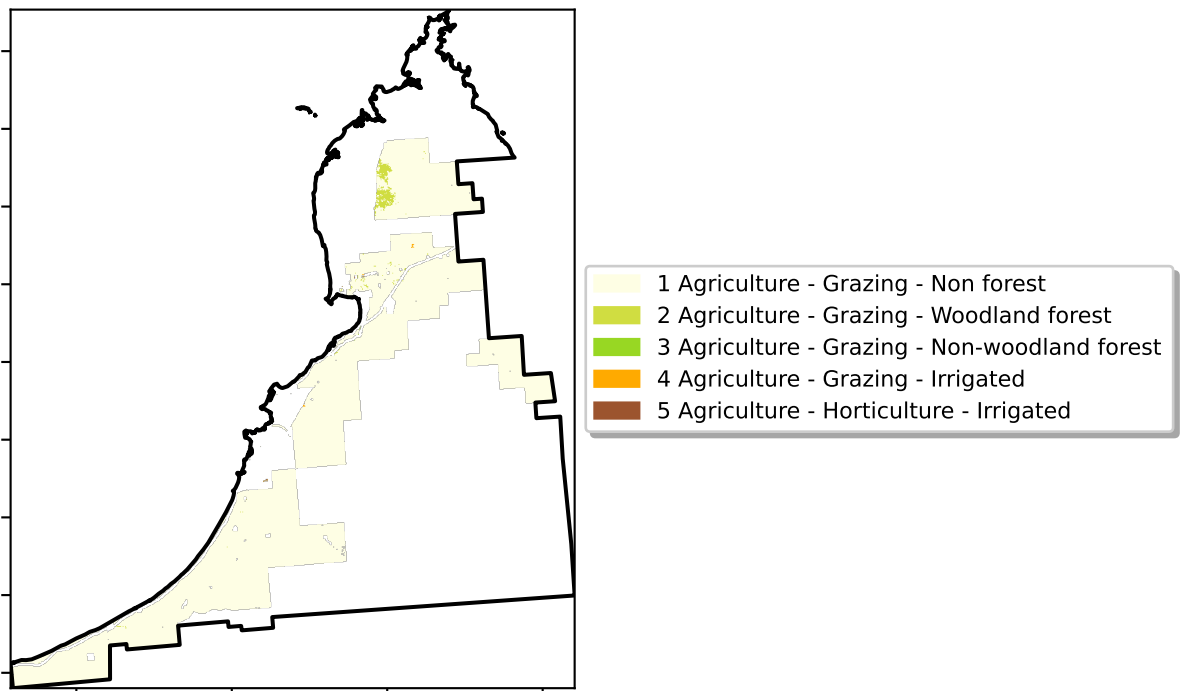 1 Agriculture - Grazing - Non forest
2 Agriculture - Grazing - Woodland forest
3 Agriculture - Grazing - Non-woodland forest
4 Agriculture - Grazing - Irrigated
5 Agriculture - Horticulture - Irrigated